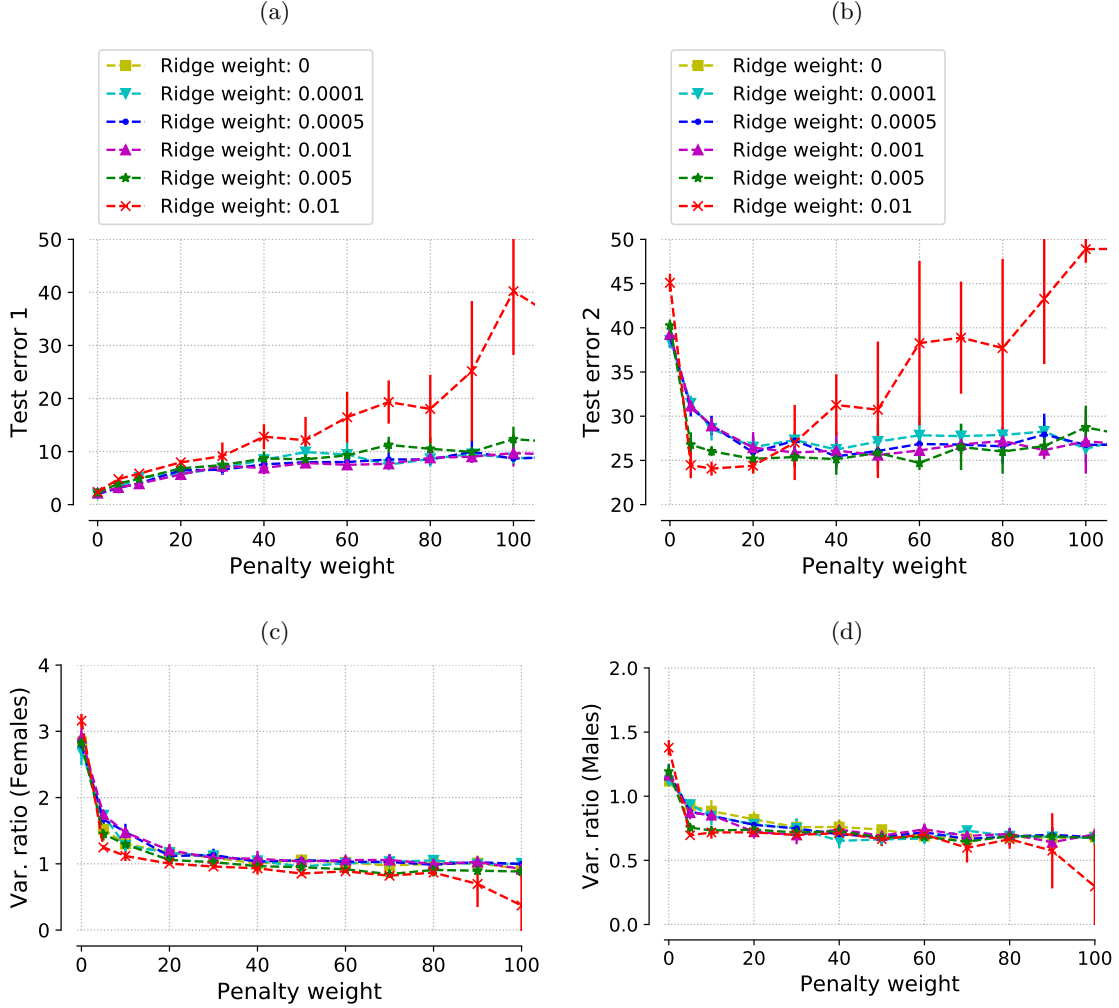 (a)
Ridge weight: 0
Ridge weight: 0.0001
Ridge weight: 0.0005
Ridge weight: 0.001
Ridge weight: 0.005
Ridge weight: 0.01
Test error 1
50
40
30
20
10
0
0 20 40 60 80 100
Penalty weight
(b)
Ridge weight: 0
Ridge weight: 0.0001
Ridge weight: 0.0005
Ridge weight: 0.001
Ridge weight: 0.005
Ridge weight: 0.01
Test error 2
50
45
40
35
30
25
20
0 20 40 60 80 100
Penalty weight
(c)
Var. ratio (Females)
4
3
2
1
0
0 20 40 60 80 100
Penalty weight
(d)
Var. ratio (Males)
2.0
1.5
1.0
0.5
0.0
0 20 40 60 80 100
Penalty weight